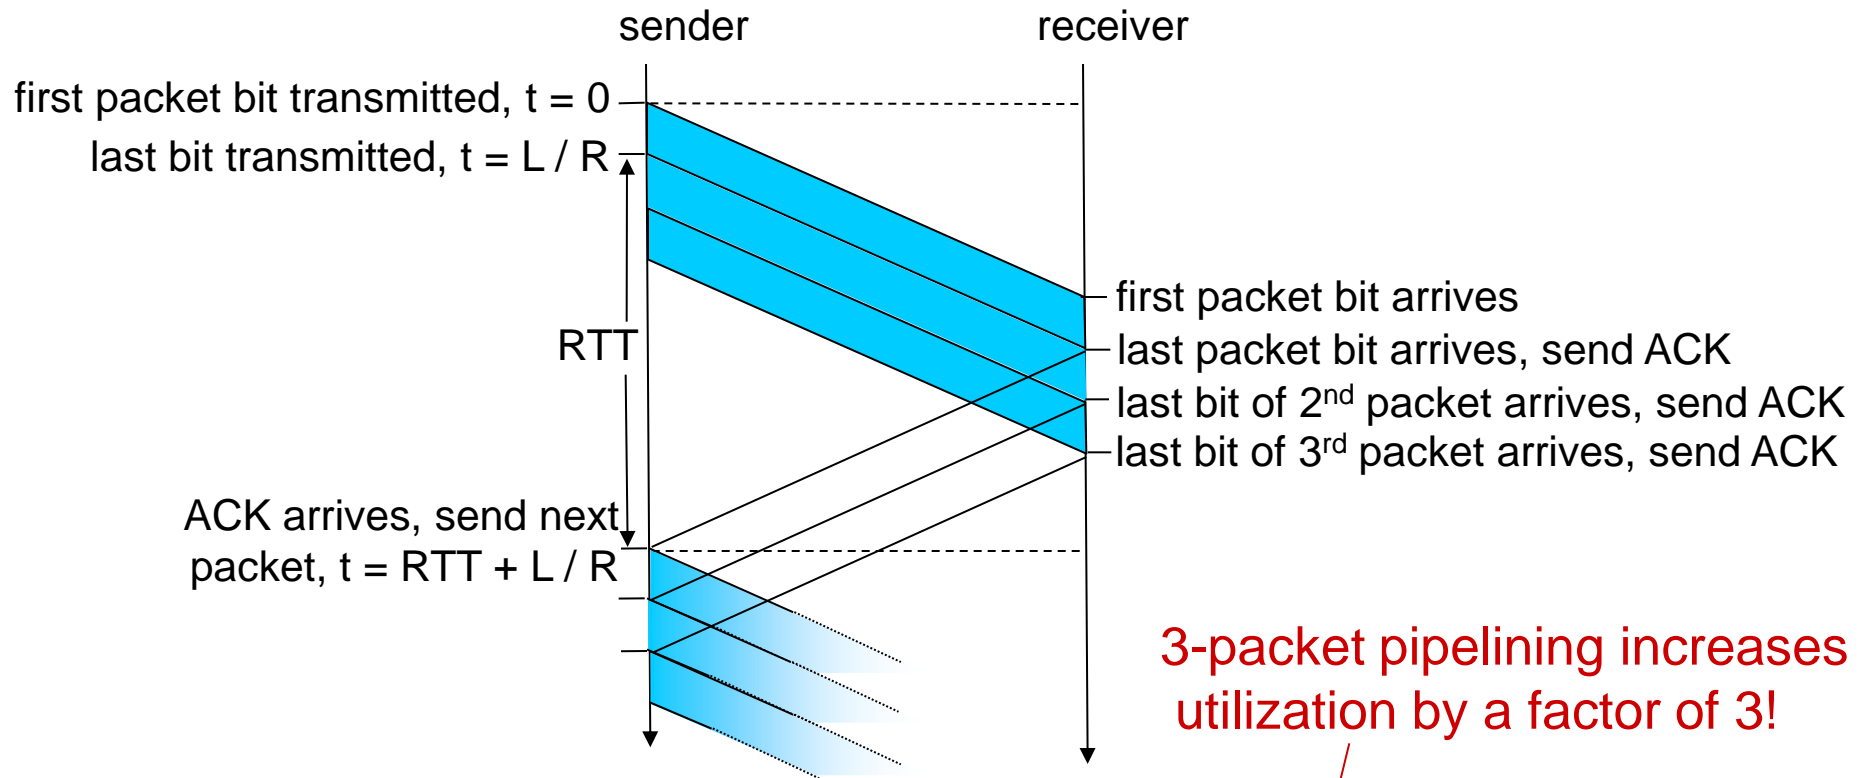 sender
receiver
first packet bit transmitted, t = 0
last bit transmitted, t = L / R
RTT
first packet bit arrives
last packet bit arrives, send ACK
last bit of 2nd packet arrives, send ACK
last bit of 3rd packet arrives, send ACK
ACK arrives, send next
packet, t = RTT + L / R
3-packet pipelining increases
utilization by a factor of 3!